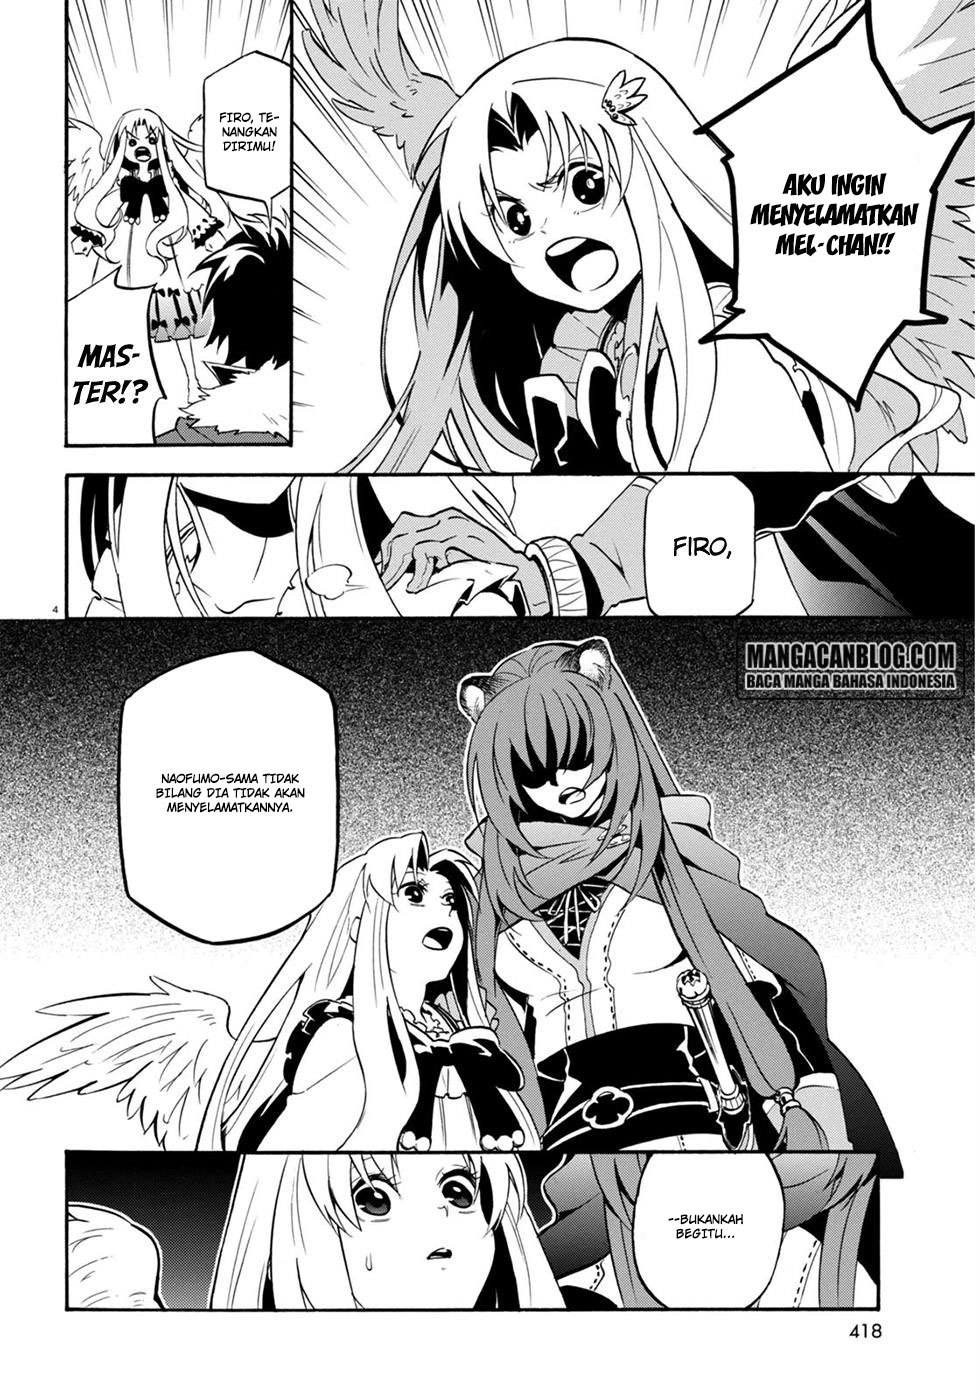 AKU INGIN
MENYELAMATKAN
MEL-CHAN!!
FIRO, TE-
NANGKAN
DIRIMU!
MAS-
TER!?
FIRO,
4
MANGACANBLOG.COM
BACA MANGA BAHASA INDONESIA
NAOFUMO-SAMA TIDAK
BILANG DIA TIDAK AKAN
MENYELAMATKANNYA.
--BUKANKAH
BEGITU...
418